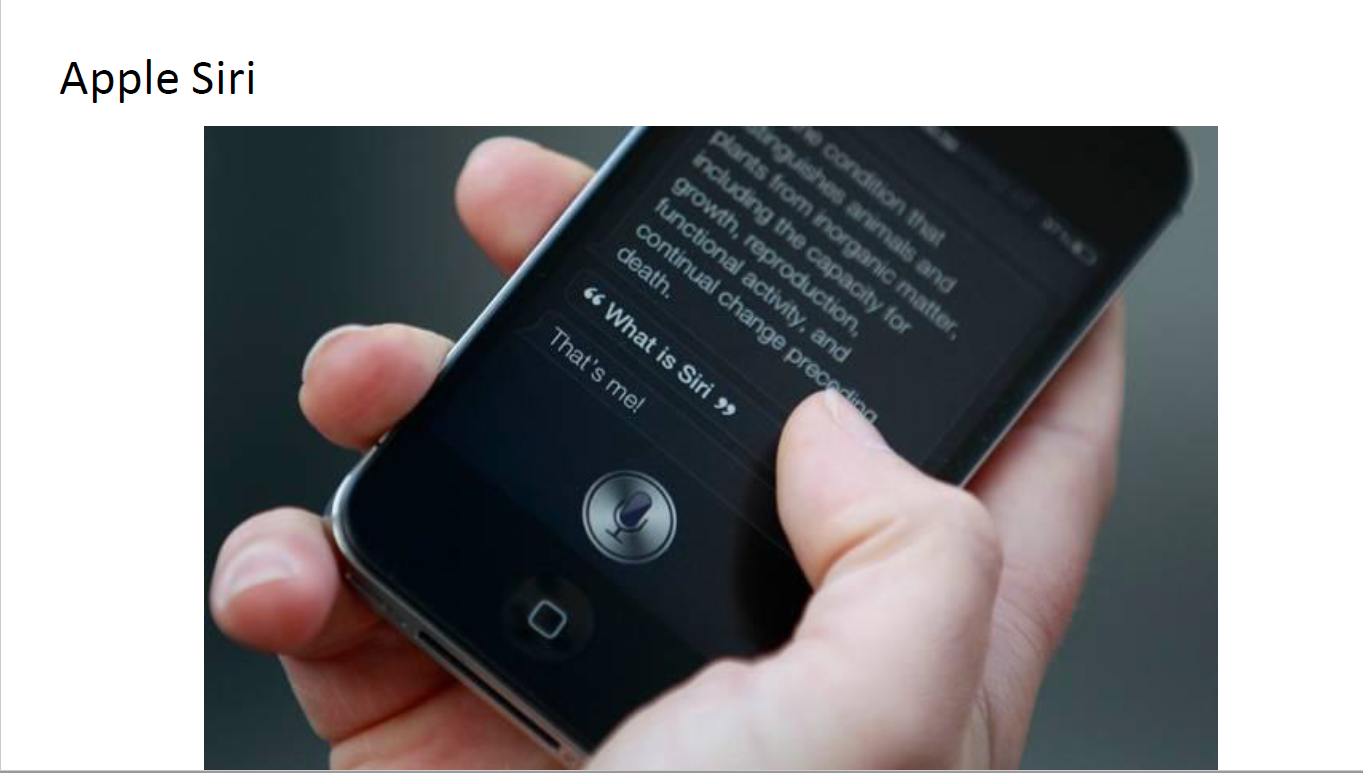 Apple Siri
the condition that
distinguishes animals and
plants from inorganic matter,
including the capacity for
growth, reproduction,
functional activity, and
continual change preceding
death.
“ What is Siri ”
That's me!